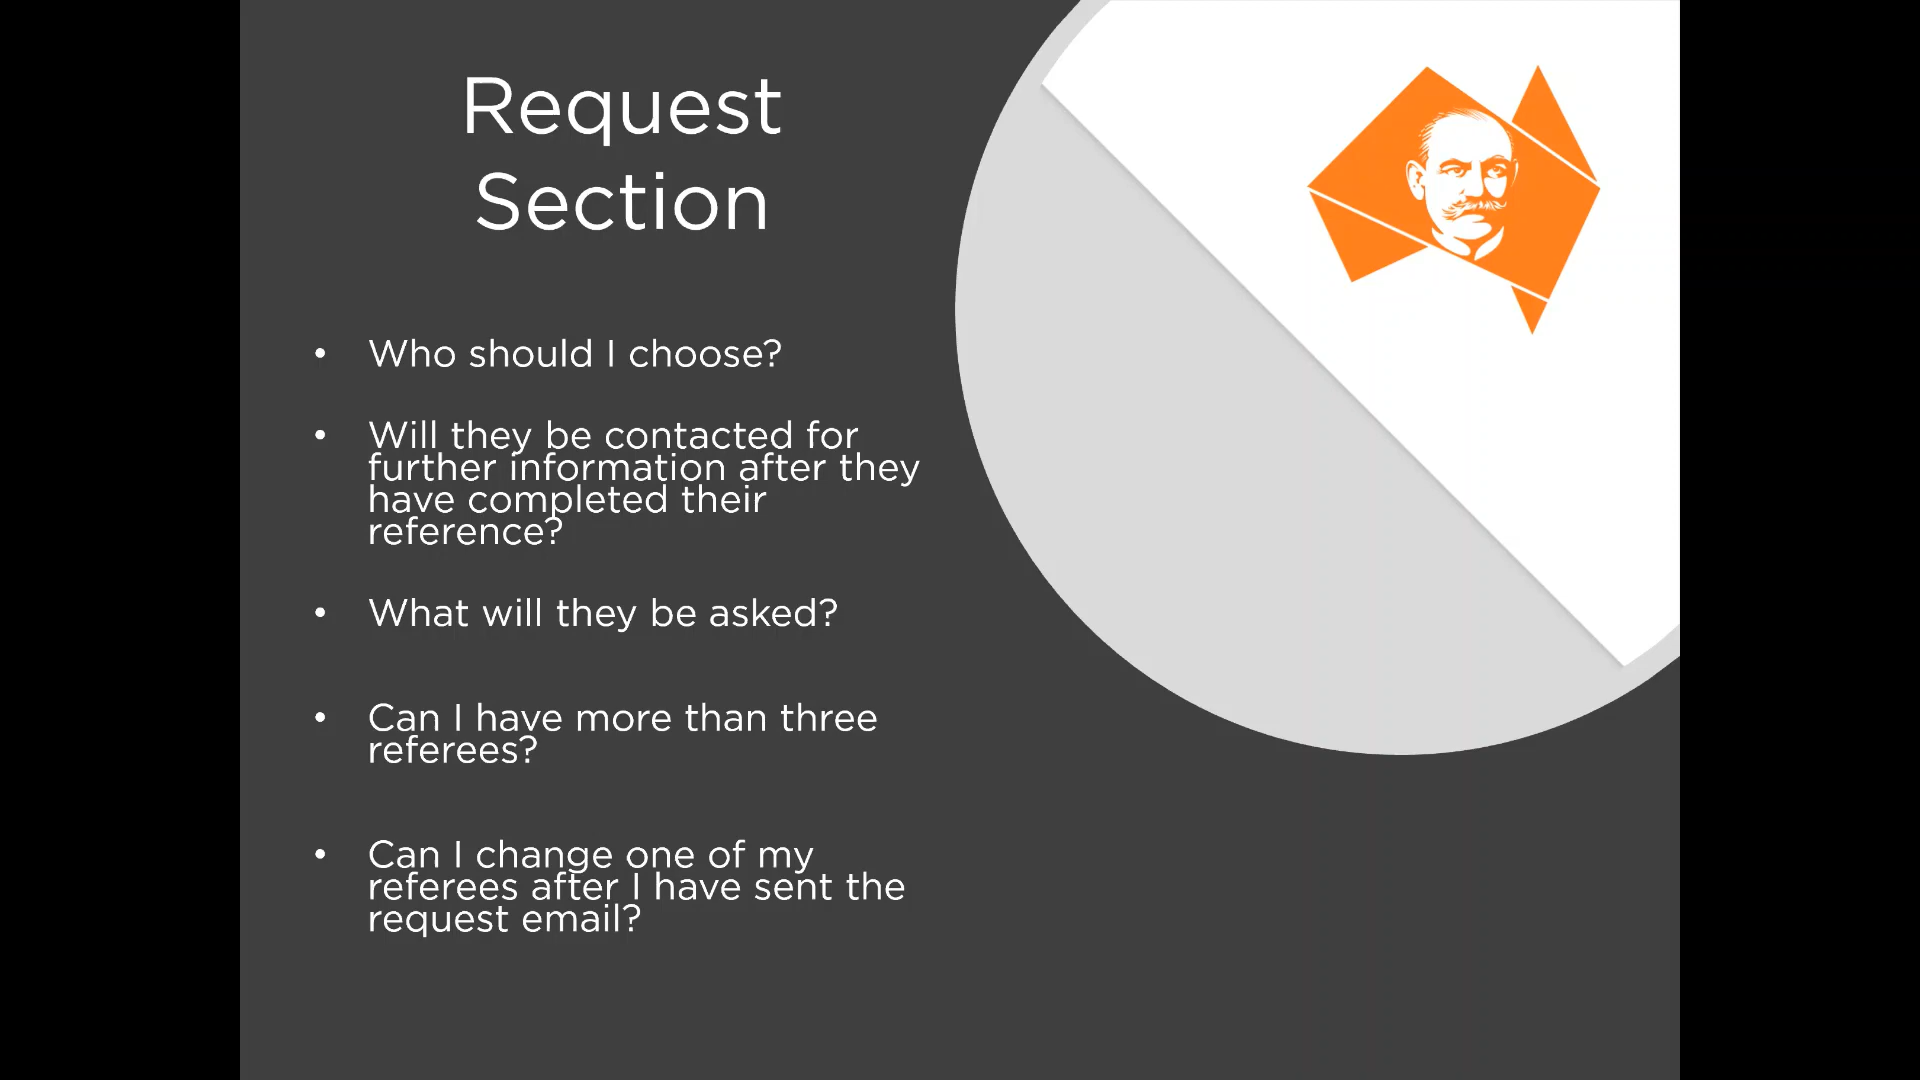 Request
Section
• Who should I choose?
• Will they be contacted for
further information after they
have completed their
reference?
• What will they be asked?
• Can I have more than three
referees?
• Can I change one of my
referees after I have sent the
request email?